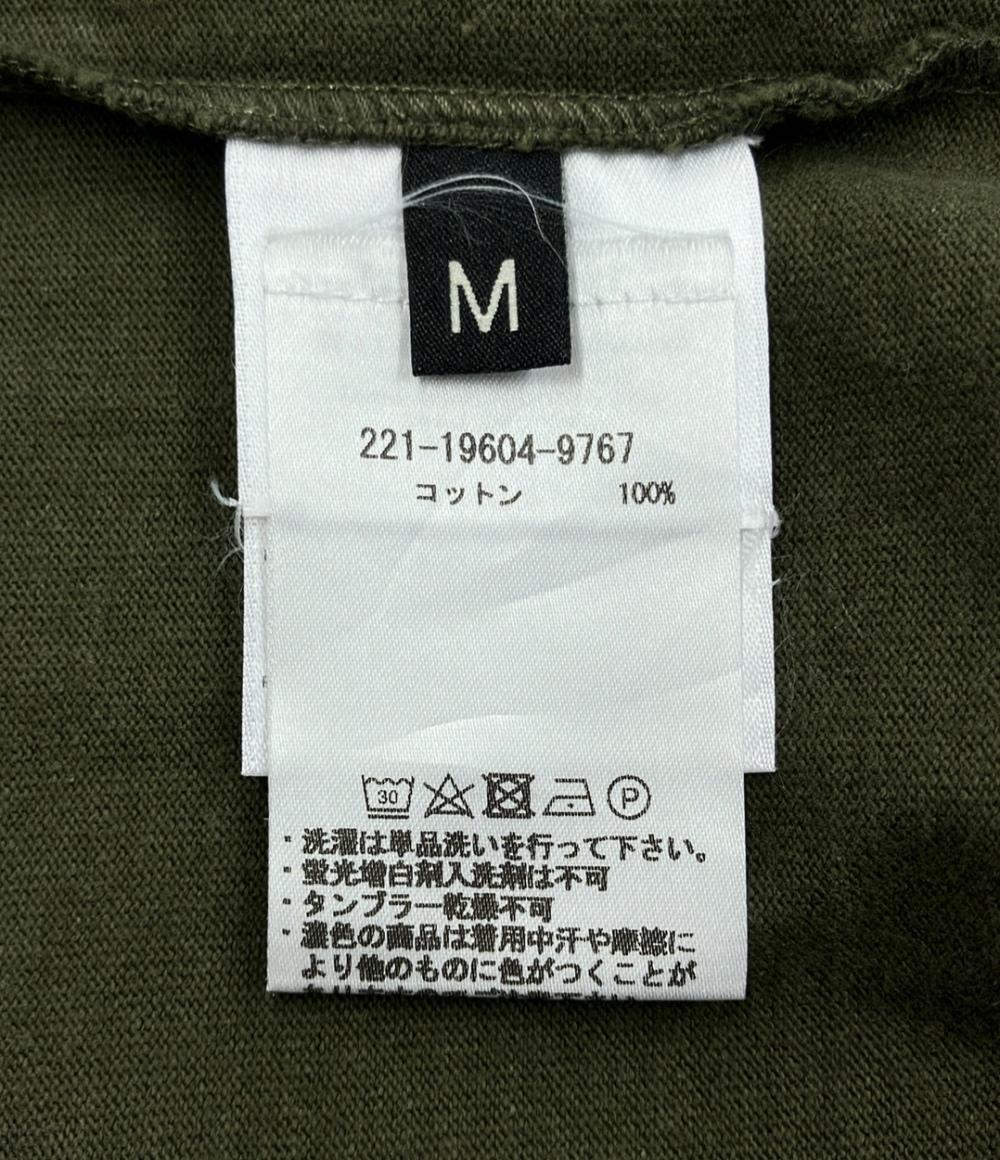 M
221-19604-9767
コットン 100%
30
P
・洗濯は単品洗いを行って下さい。
・蛍光増白剤入洗剤は不可
・タンブラー乾燥不可
・濃色の商品は着用中汗や摩擦に
より他のものに色がつくことが